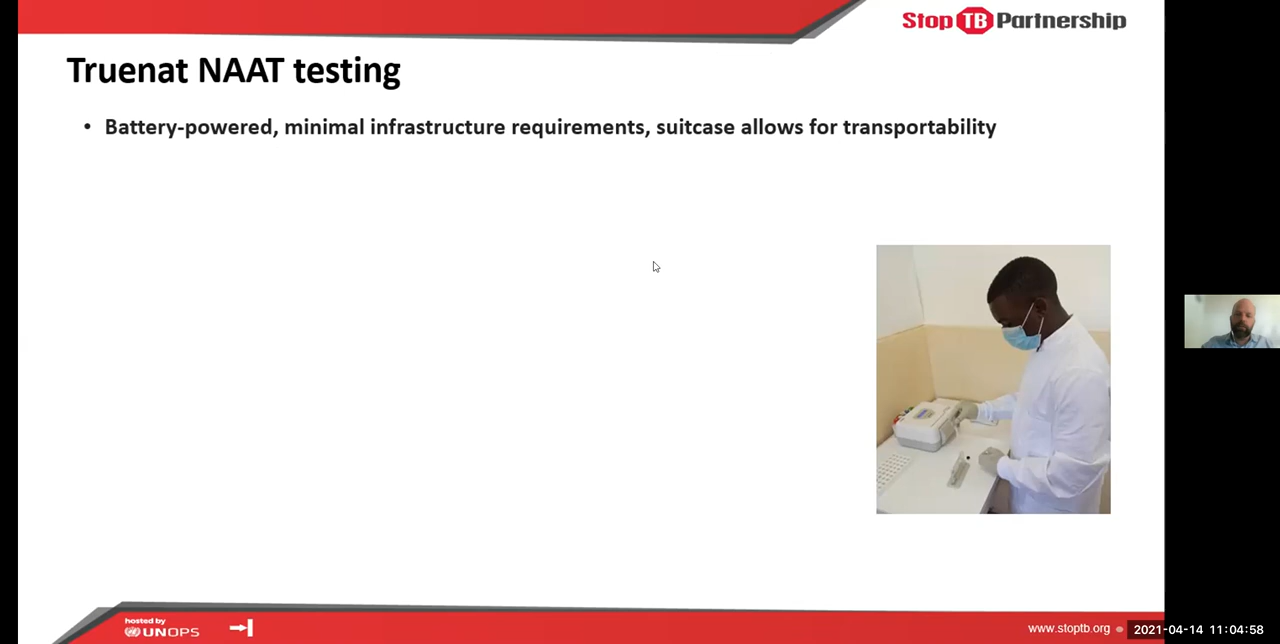 Stop TB Partnership
Truenat NAAT testing
• Battery-powered, minimal infrastructure requirements, suitcase allows for transportability
hosted by
UNOPS
www.stoptb.org
2021-04-14 11:04:58